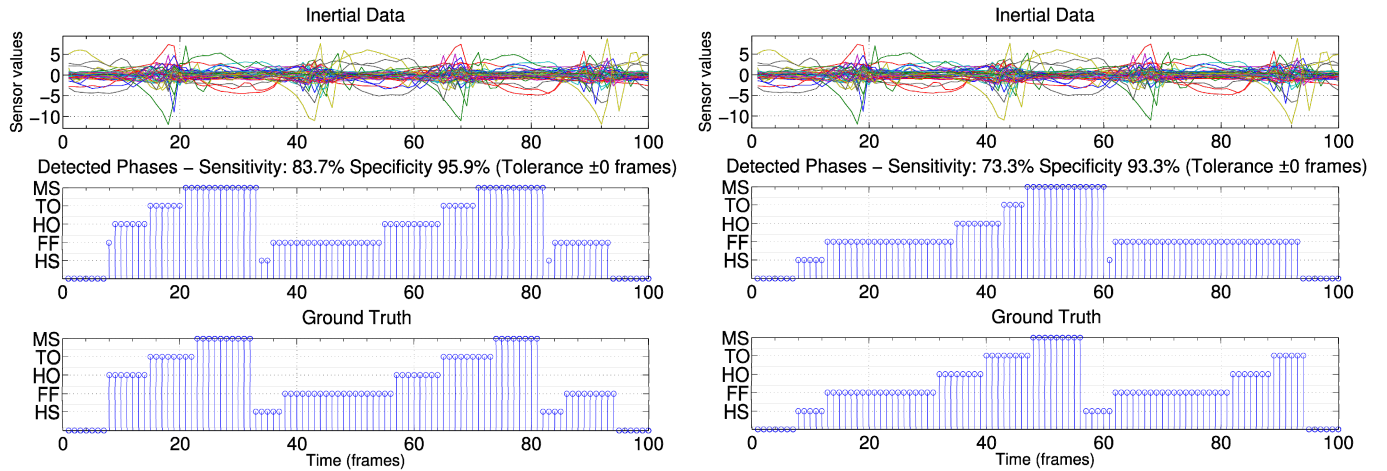 Inertial Data
Sensor values
5
0
−5
−10
0 20 40 60 80 100
Detected Phases − Sensitivity: 83.7% Specificity 95.9% (Tolerance ±0 frames)
MS
TO
HO
FF
HS
0 20 40 60 80 100
Ground Truth
MS
TO
HO
FF
HS
0 20 40 60 80 100
Time (frames)
Inertial Data
Sensor values
5
0
−5
−10
0 20 40 60 80 100
Detected Phases − Sensitivity: 73.3% Specificity 93.3% (Tolerance ±0 frames)
MS
TO
HO
FF
HS
0 20 40 60 80 100
Ground Truth
MS
TO
HO
FF
HS
0 20 40 60 80 100
Time (frames)